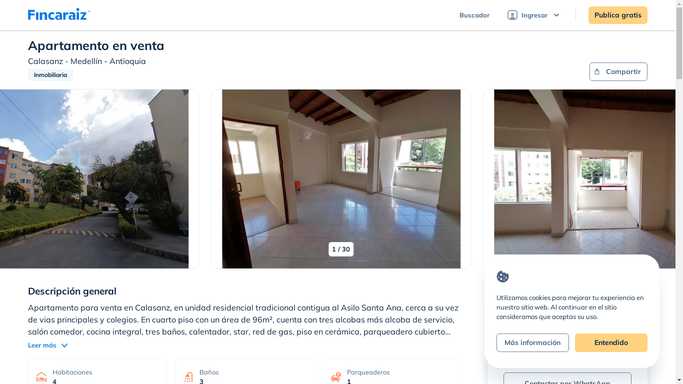 Fincaraiz
Buscador
Ingresar
Publica gratis
Apartamento en venta
Calasanz - Medellín - Antioquia
Inmobiliaria
Compartir
1 / 30
Descripción general
Apartamento para venta en Calasanz, en unidad residencial tradicional contigua al Asilo Santa Ana, cerca a su vez
de vias principales y colegios. En cuarto piso con un área de 96m², cuenta con tres alcobas más alcoba de servicio,
salón comedor, cocina integral, tres baños, calentador, star, red de gas, piso en cerámica, parqueadero cubierto...
Leer más
Habitaciones
4
Baños
3
Parqueaderos
1
Utilizamos cookies para mejorar tu experiencia en
nuestro sitio web. Al continuar en el sitio
consideramos que aceptas su uso.
Más información
Entendido
Contactar por WhatsApp